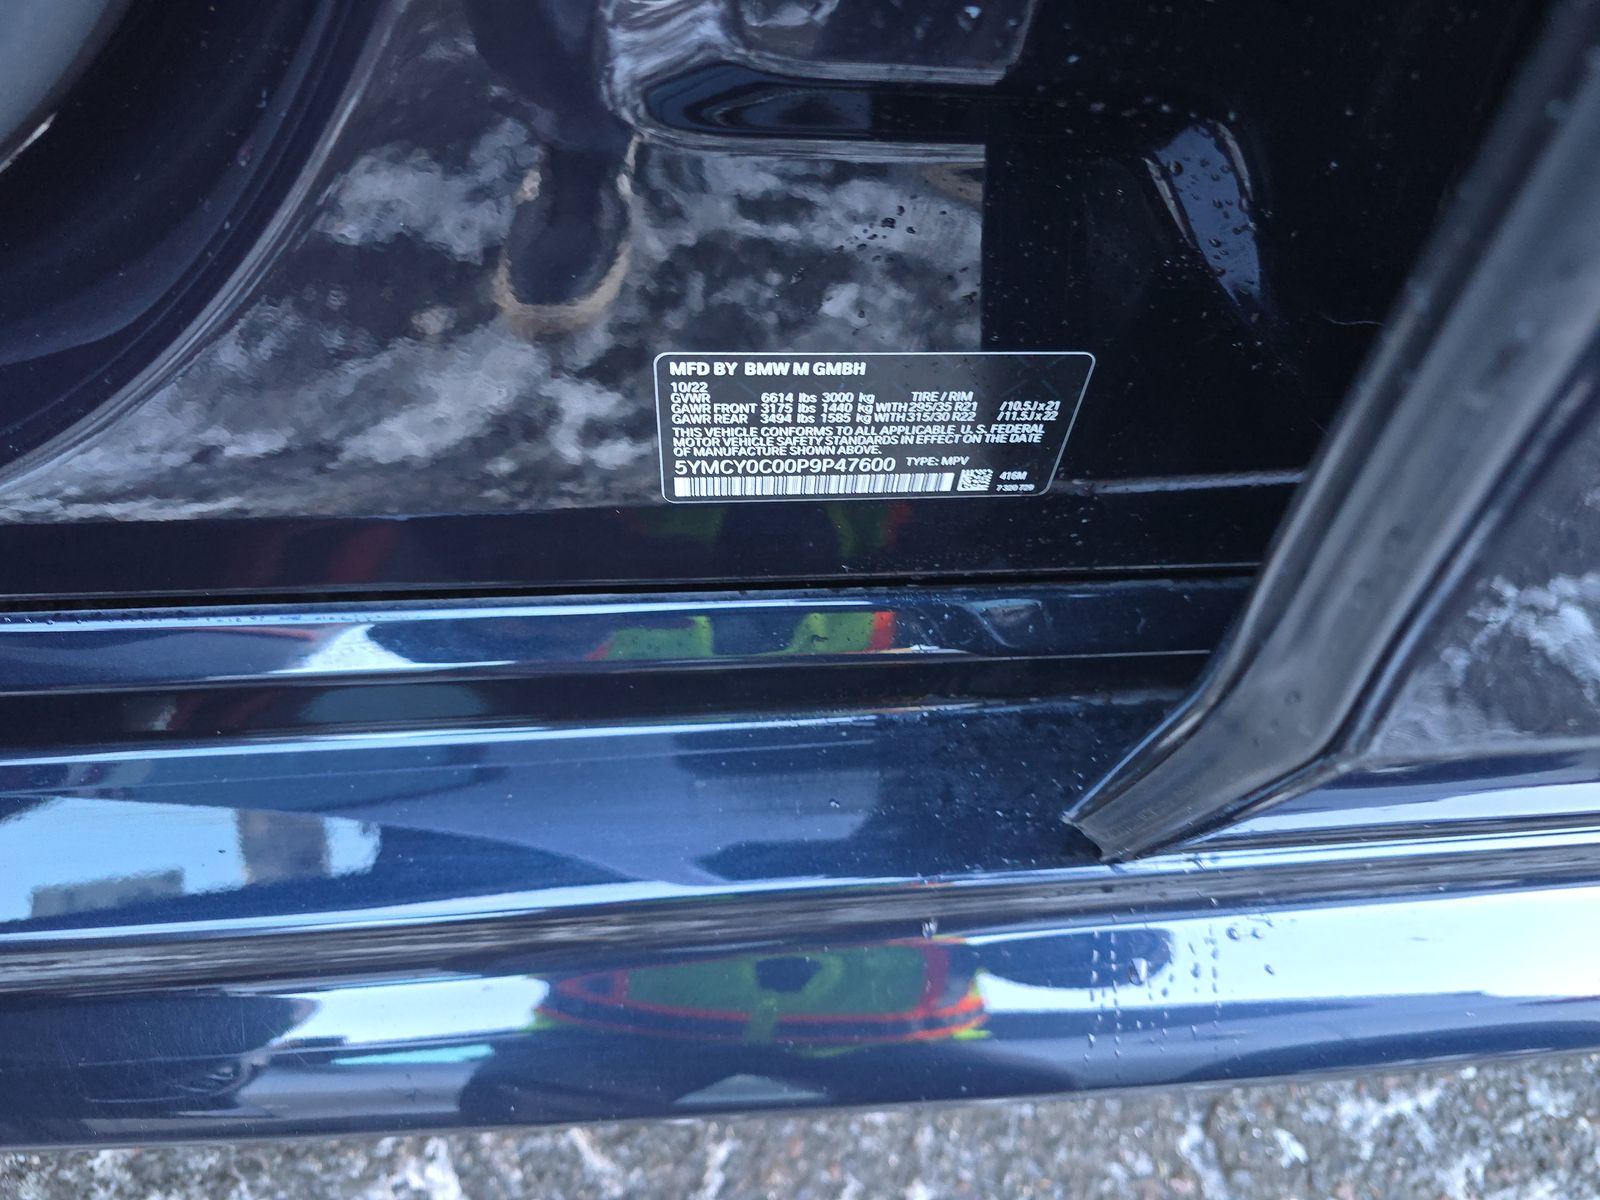 MFD BY BMW M GMBH
10/22
GVWR 6614 lbs 3000 kg TIRE / RIM
GAWR FRONT 3175 lbs 1440 kg WITH 295/35 R21 /10.5J x 21
GAWR REAR 3494 lbs 1585 kg WITH 315/30 R22 /11.5J x 22
THIS VEHICLE CONFORMS TO ALL APPLICABLE U. S. FEDERAL
MOTOR VEHICLE SAFETY STANDARDS IN EFFECT ON THE DATE
OF MANUFACTURE SHOWN ABOVE.
5YMCY0C00P9P47600 TYPE: MPV
416M
7 320 729